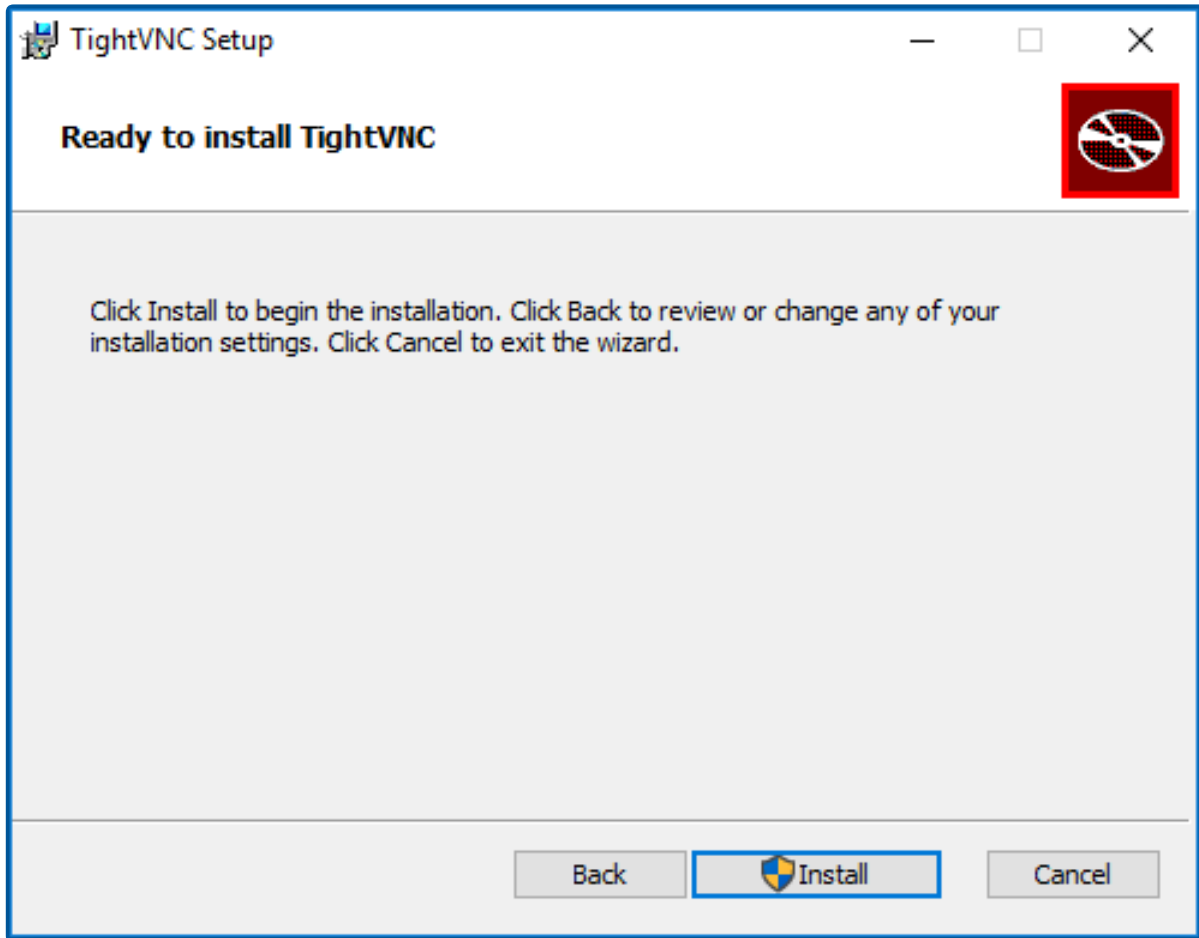 TightVNC Setup
Ready to install TightVNC
Click Install to begin the installation. Click Back to review or change any of your
installation settings. Click Cancel to exit the wizard.
Back
Install
Cancel